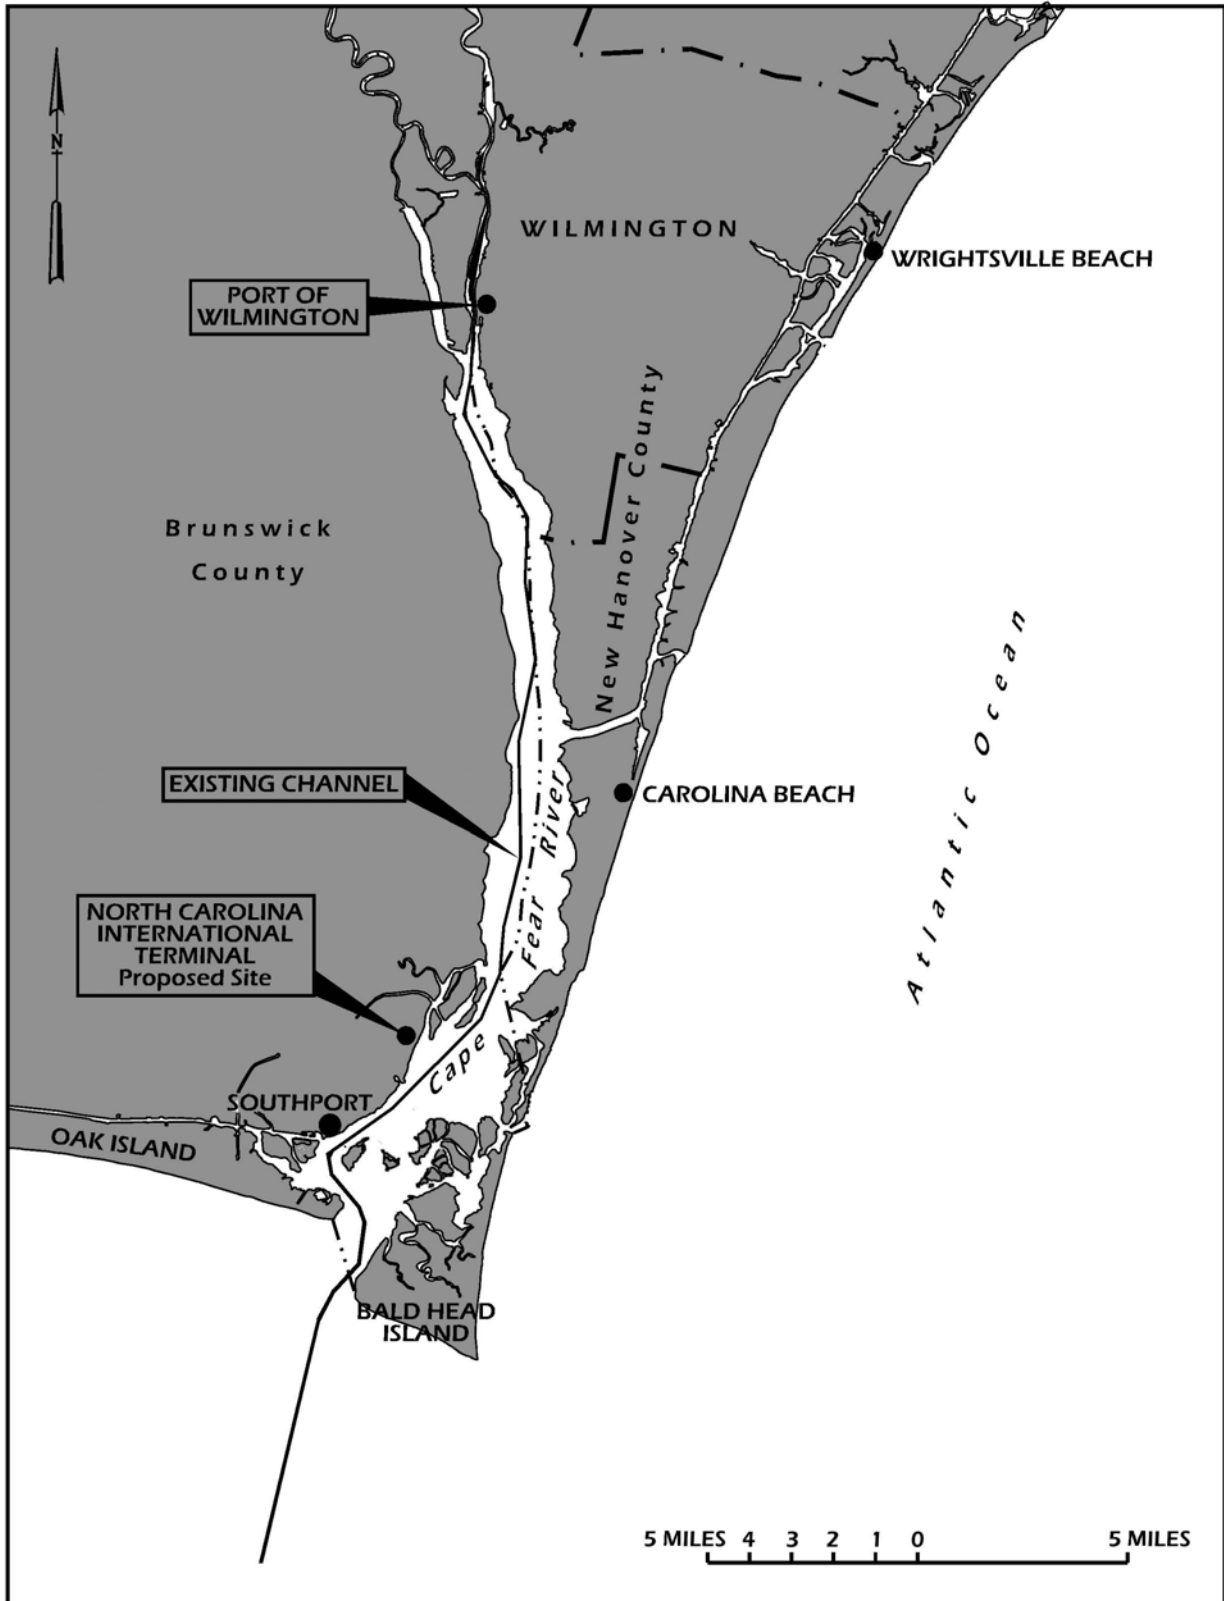 N
WILMINGTON
WRIGHTSVILLE BEACH
PORT OF
WILMINGTON
New Hanover County
Brunswick
County
Atlantic Ocean
EXISTING CHANNEL
CAROLINA BEACH
Cape Fear River
NORTH CAROLINA
INTERNATIONAL
TERMINAL
Proposed Site
SOUTHPORT
OAK ISLAND
BALD HEAD
ISLAND
5 MILES 4 3 2 1 0 5 MILES